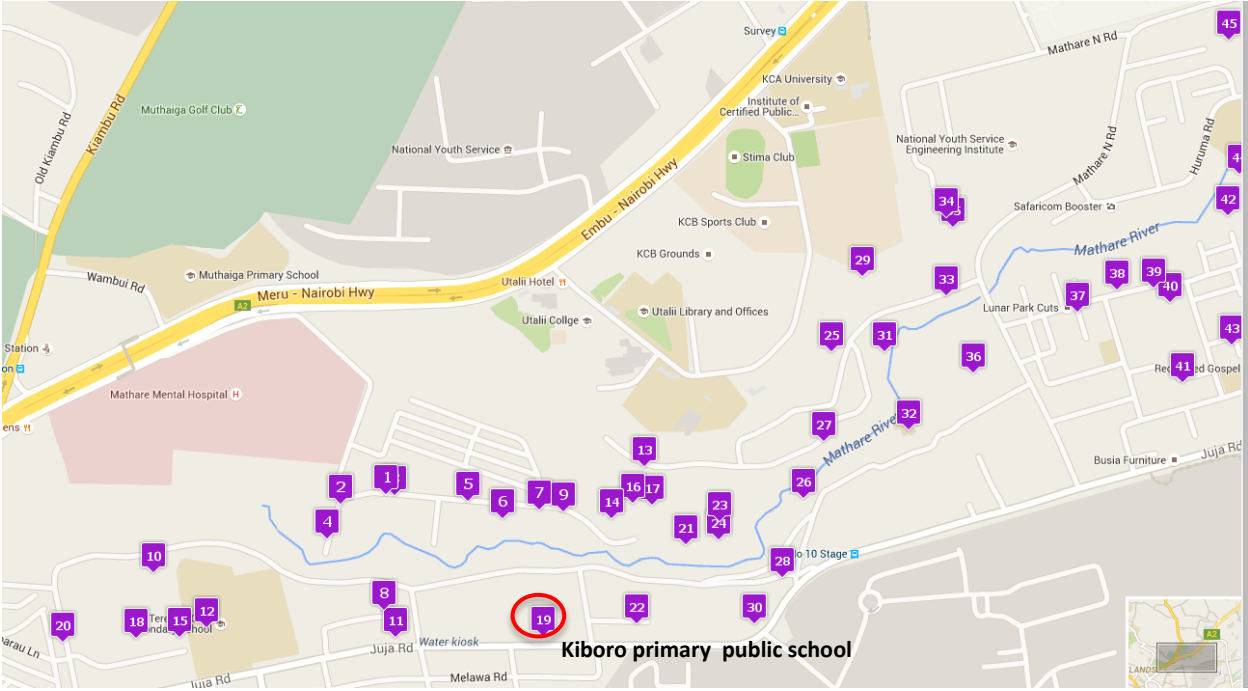 Survey
45
Mathare N Rd
KCA University
Kiambu Rd
Old Kiambu Rd
Muthaiga Golf Club
Institute of
Certified Public...
National Youth Service
National Youth Service
Engineering Institute
Mathare N Rd
Huruma Rd
Stima Club
34
Safaricom Booster
42
Embu - Nairobi Hwy
KCB Sports Club
Mathare River
KCB Grounds
29
Wambui Rd
Muthaiga Primary School
Utalii Hotel
33
38
39
40
Meru - Nairobi Hwy
A2
37
Lunar Park Cuts
Utalii Collge
Utalii Library and Offices
25
31
43
Station
36
41
Gospel
Mathare Mental Hospital
32
27
Mathare River
13
Juja Rd
Busia Furniture
1
2
5
6
7
9
14
16
17
26
23
24
21
4
10
28
10 Stage
8
11
12
15
18
20
19
22
30
Water kiosk
Juja Rd
Kiboro primary public school
Melawa Rd
Juja Rd
A2